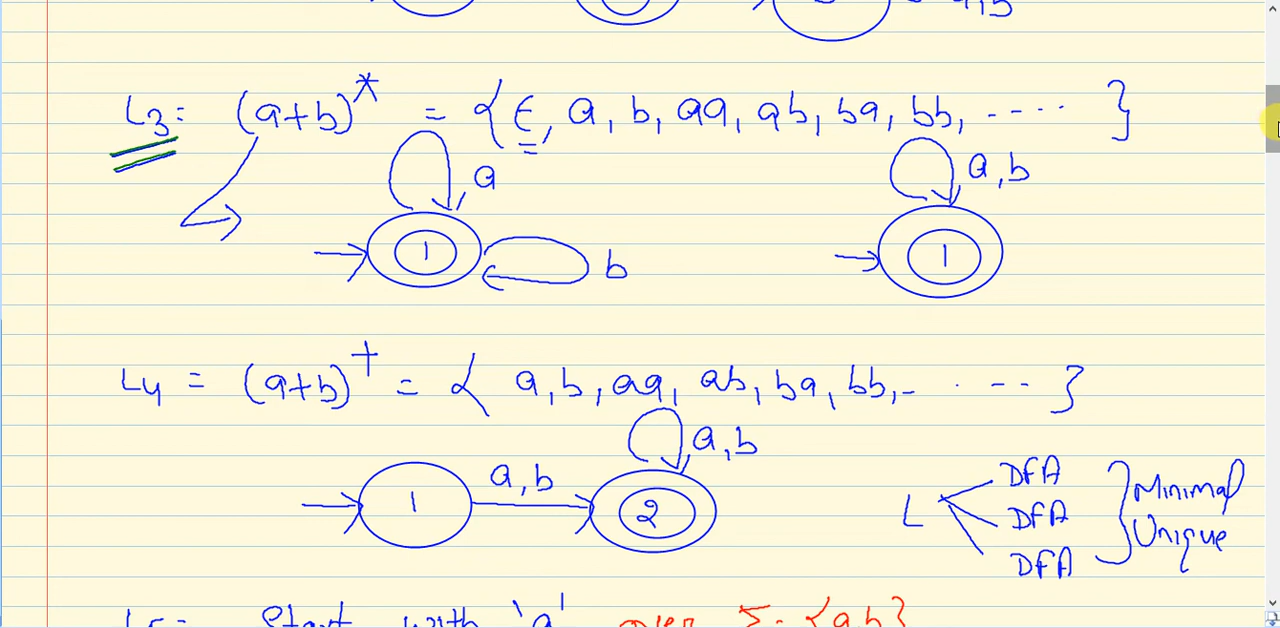 a,b
L3: (a+b)* = { ε, a, b, aa, ab, ba, bb, ---- }
a a,b
1 b 1
L4 = (a+b)+ = { a, b, aa, ab, ba, bb, - . -- }
a,b
1 a,b 2
L DFA DFA DFA } Minimal Unique
L5 = Start with 'a' over Σ = {a,b}